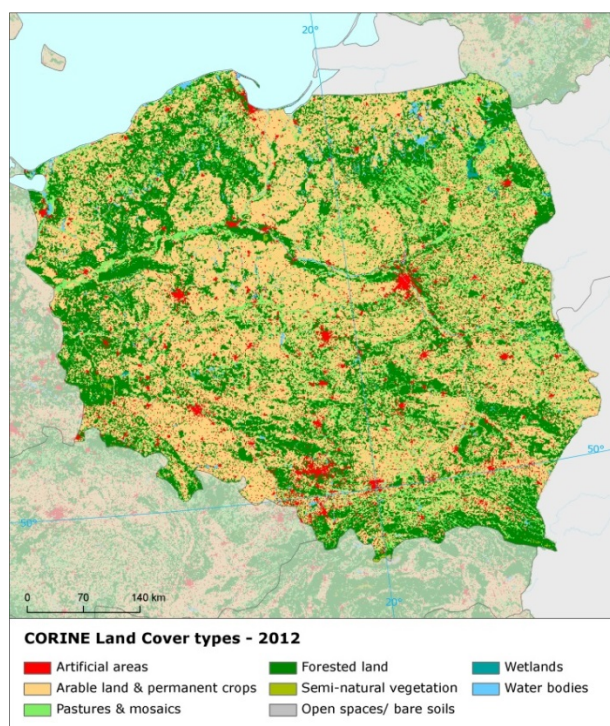 20°
50°
50°
20°
0 70 140 km
CORINE Land Cover types - 2012
Artificial areas
Arable land & permanent crops
Pastures & mosaics
Forested land
Semi-natural vegetation
Open spaces/ bare soils
Wetlands
Water bodies